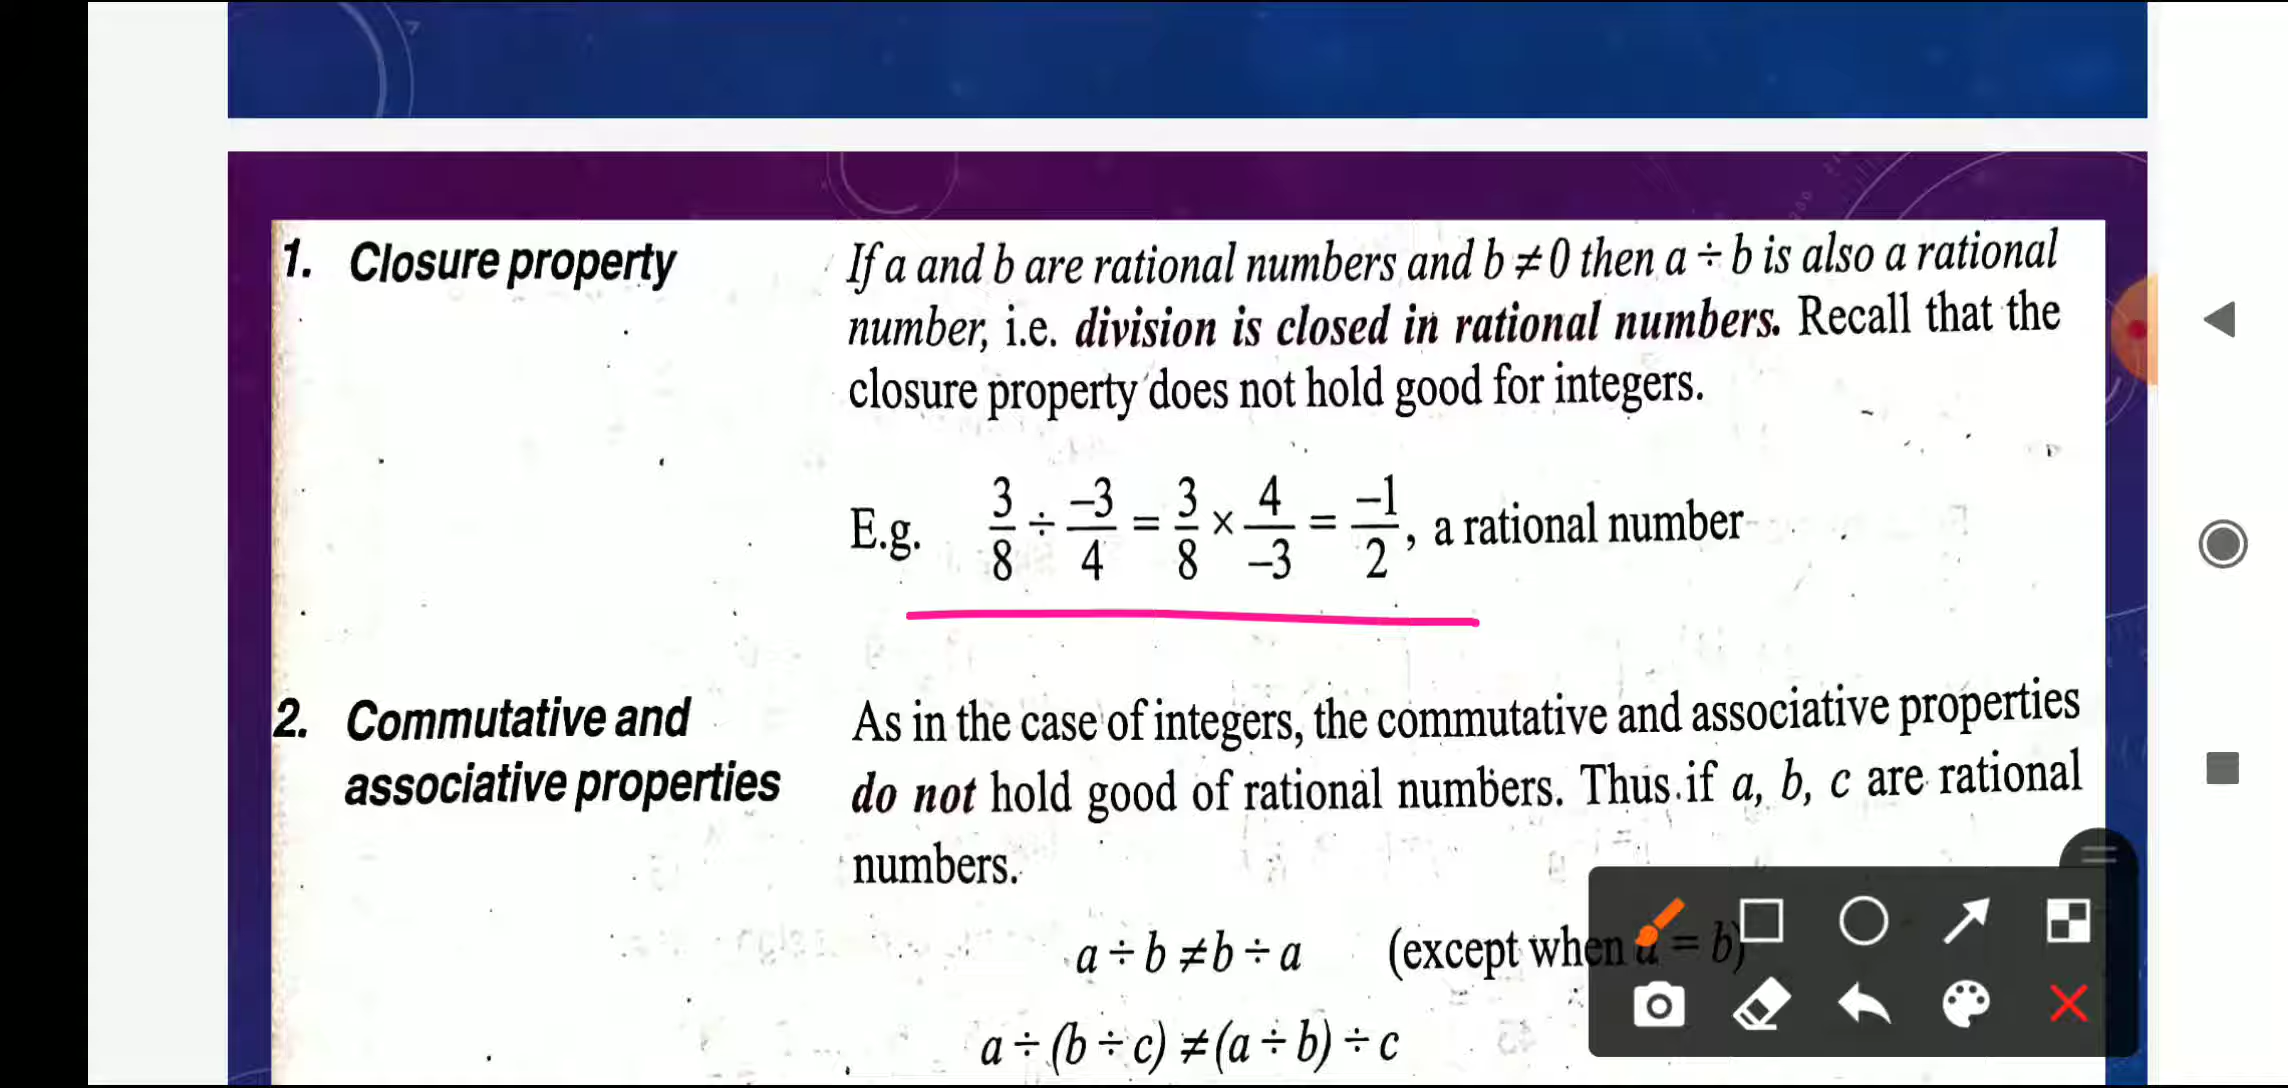 1. Closure property
If a and b are rational numbers and b ≠ 0 then a ÷ b is also a rational
number, i.e. division is closed in rational numbers. Recall that the
closure property does not hold good for integers.
E.g. 3/8 ÷ -3/4 = 3/8 × 4/-3 = -1/2, a rational number
2. Commutative and
associative properties
As in the case of integers, the commutative and associative properties
do not hold good of rational numbers. Thus if a, b, c are rational
numbers.
a ÷ b ≠ b ÷ a (except when a = b)
a ÷ (b ÷ c) ≠ (a ÷ b) ÷ c